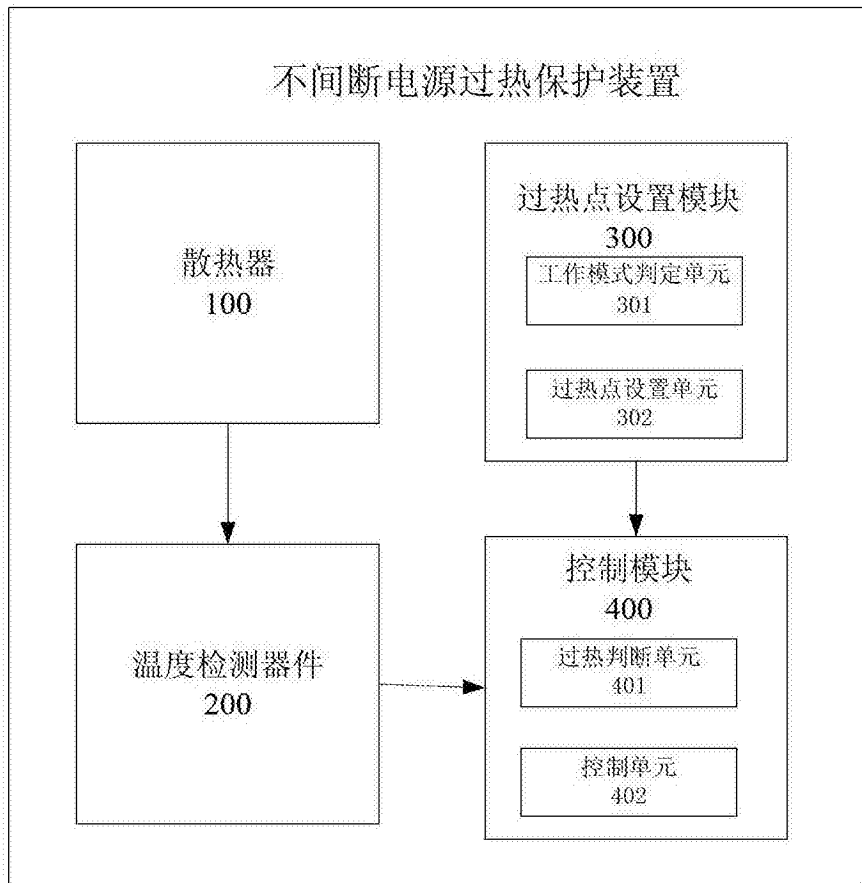 不间断电源过热保护装置
散热器
100
过热点设置模块
300
工作模式判定单元
301
过热点设置单元
302
温度检测器件
200
控制模块
400
过热判断单元
401
控制单元
402